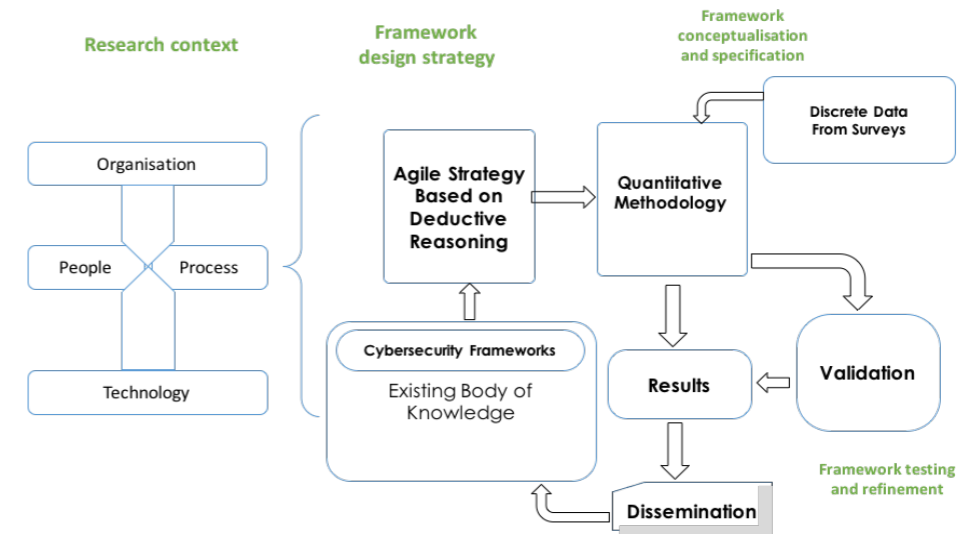 Research context
Framework
design strategy
Framework
conceptualisation
and specification
Organisation
People
Process
Technology
Agile Strategy
Based on
Deductive
Reasoning
Quantitative
Methodology
Discrete Data
From Surveys
Cybersecurity Frameworks
Existing Body of
Knowledge
Results
Validation
Framework testing
and refinement
Dissemination